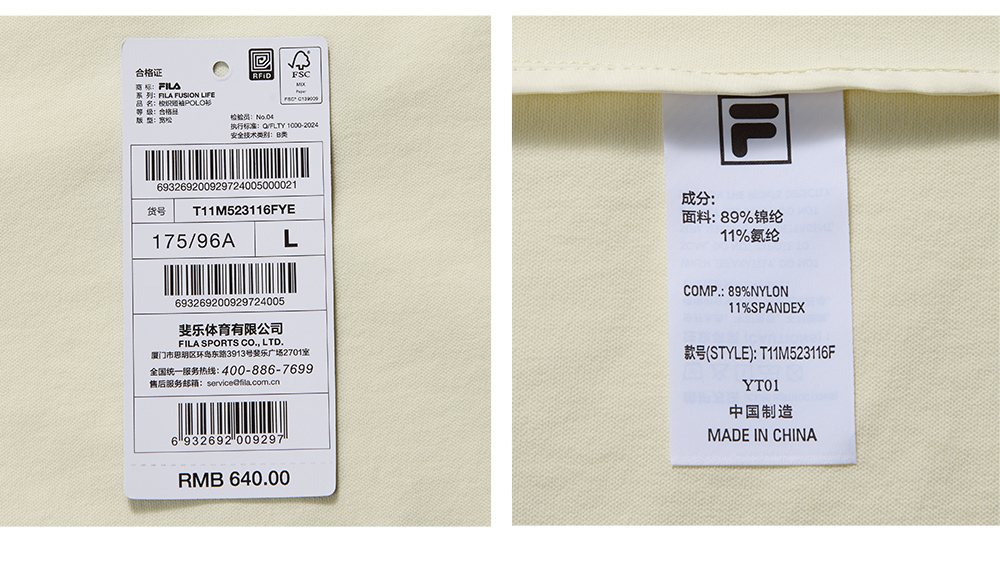 合格证
商 标: FILA
系 列: FILA FUSION LIFE
品 名: 梭织短袖POLO衫
等 级: 合格品
版 型: 宽松
RFID
FSC
MIX
Paper
FSC® C139909
检验员: No.04
执行标准: Q/FLTY 1000-2024
安全技术类别: B类
693269200929724005000021
货号 T11M523116FYE
175/96A L
693269200929724005
斐乐体育有限公司
FILA SPORTS CO., LTD.
厦门市思明区环岛东路3913号斐乐广场2701室
全国统一服务热线: 400-886-7699
售后服务邮箱: service@fila.com.cn
6 932692 009297
RMB 640.00
F
成分:
面料: 89%锦纶
11%氨纶
COMP.: 89%NYLON
11%SPANDEX
款号(STYLE): T11M523116F
YT01
中国制造
MADE IN CHINA